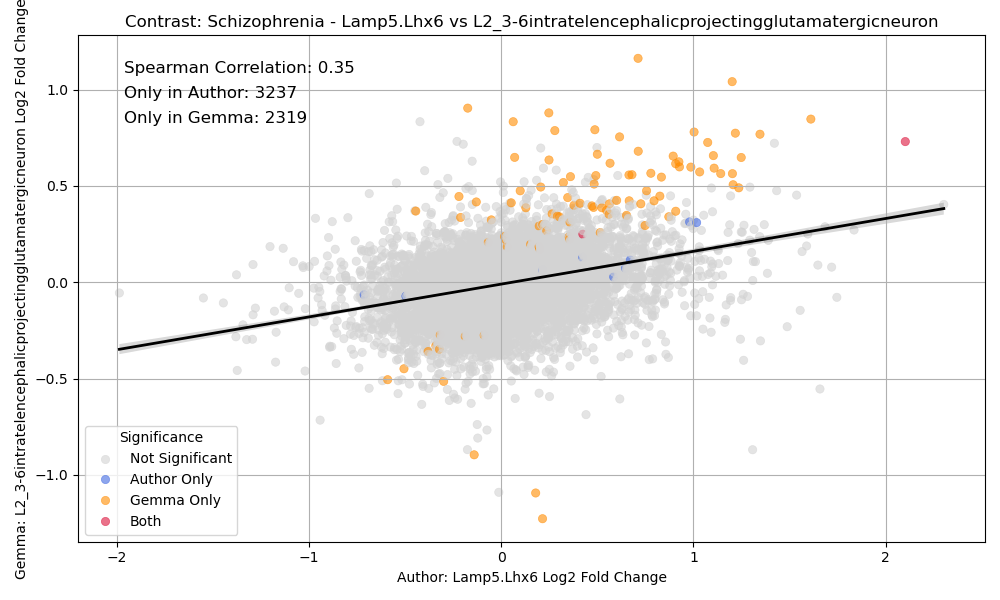 Contrast: Schizophrenia - Lamp5.Lhx6 vs L2_3-6intratelencephalicprojectingglutamatergicneuron
Gemma: L2_3-6intratelencephalicprojectingglutamatergicneuron Log2 Fold Change
Spearman Correlation: 0.35
Only in Author: 3237
Only in Gemma: 2319
1.0
0.5
0.0
−0.5
−1.0
Significance
Not Significant
Author Only
Gemma Only
Both
−2
−1
0
1
2
Author: Lamp5.Lhx6 Log2 Fold Change